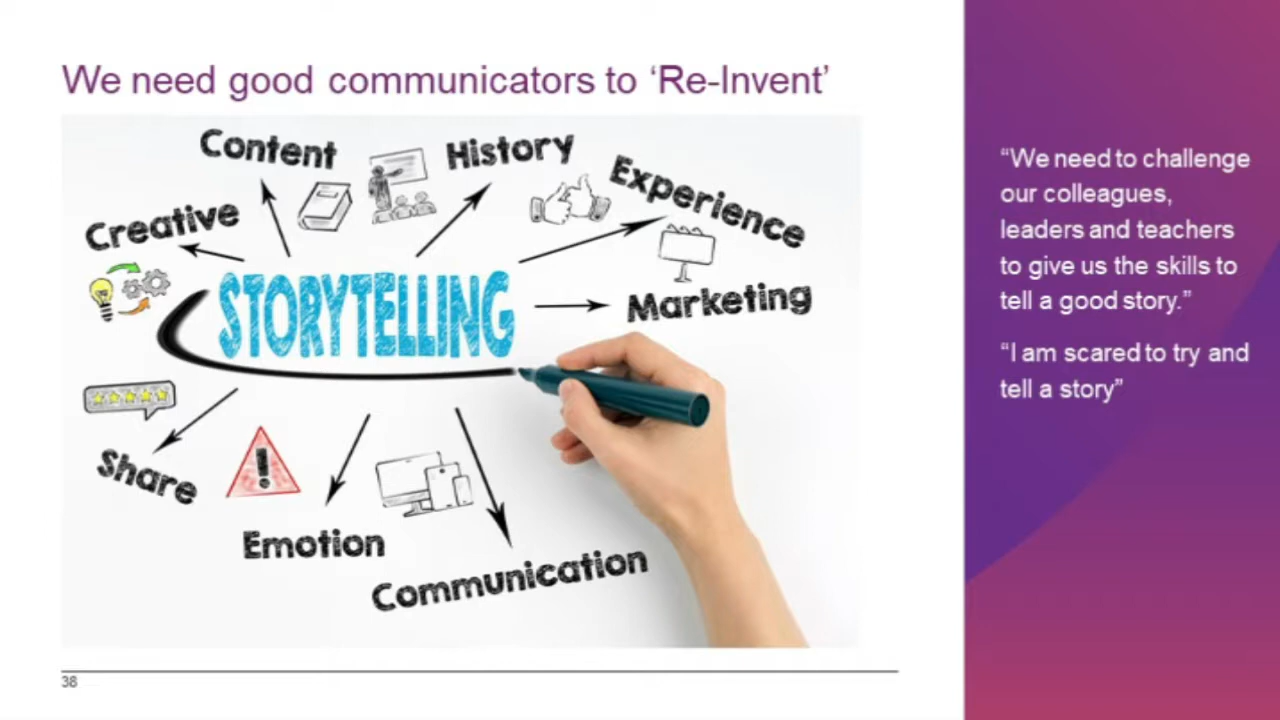 We need good communicators to ‘Re-Invent’
Content
History
Experience
Creative
STORYTELLING
Marketing
Share
Emotion
Communication
“We need to challenge
our colleagues,
leaders and teachers
to give us the skills to
tell a good story.”
“I am scared to try and
tell a story”
38